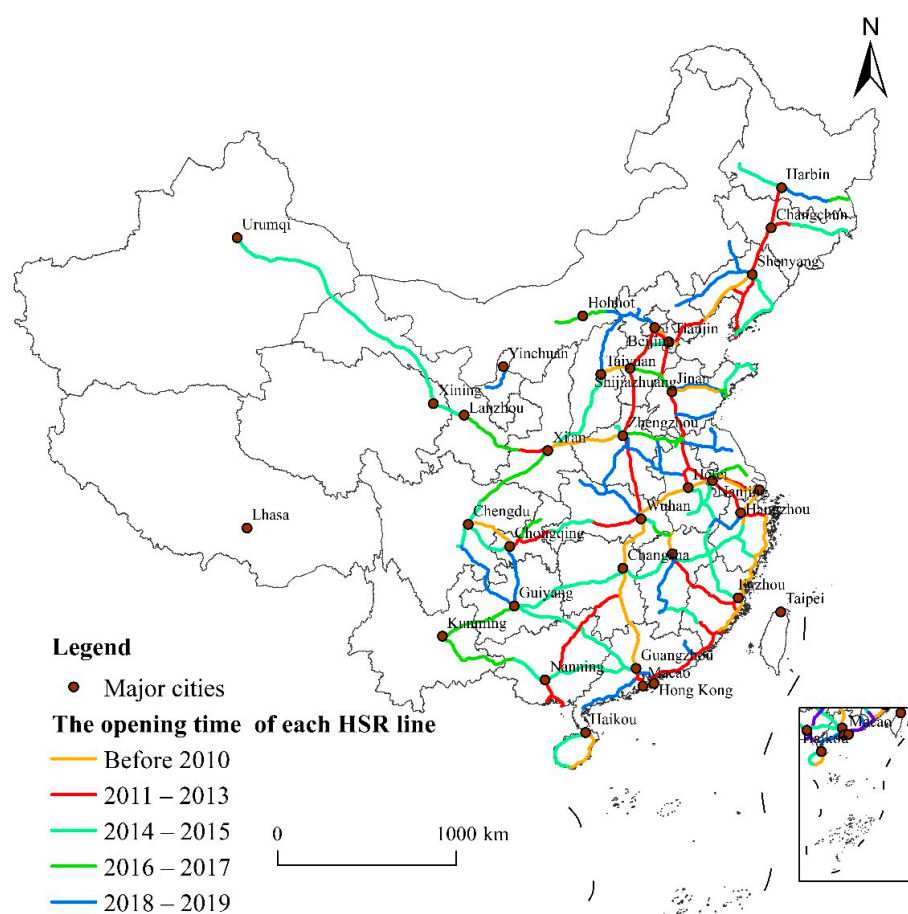 N
Harbin
Changchun
Urumqi
Shenyang
Hohhot
Tianjin
Beijing
Yinchuan
Taiyuan
Shijiazhuang
Jinan
Xining
Lanzhou
Zhengzhou
Xi'an
Hefei
Nanjing
Wuhan
Hangzhou
Lhasa
Chengdu
Chongqing
Changsha
Guiyang
Fuzhou
Taipei
Kunming
Legend
Major cities
Nanning
Guangzhou
Macao
Hong Kong
The opening time of each HSR line
Haikou
Macao
Haikou
Before 2010
2011 – 2013
2014 – 2015
0 1000 km
2016 – 2017
2018 – 2019